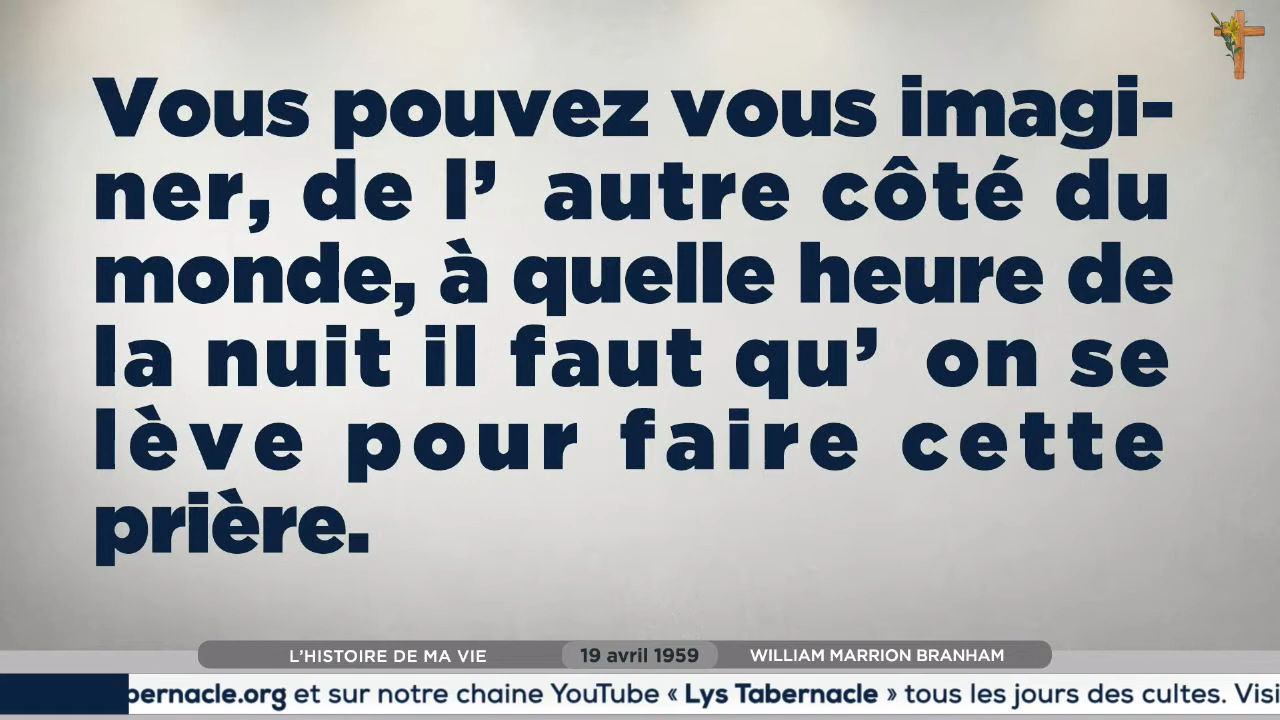 Vous pouvez vous imagi-
ner, de l’ autre côté du
monde, à quelle heure de
la nuit il faut qu’ on se
lève pour faire cette
prière.
L’HISTOIRE DE MA VIE 19 avril 1959 WILLIAM MARRION BRANHAM
bernacle.org et sur notre chaine YouTube « Lys Tabernacle » tous les jours des cultes. Visi